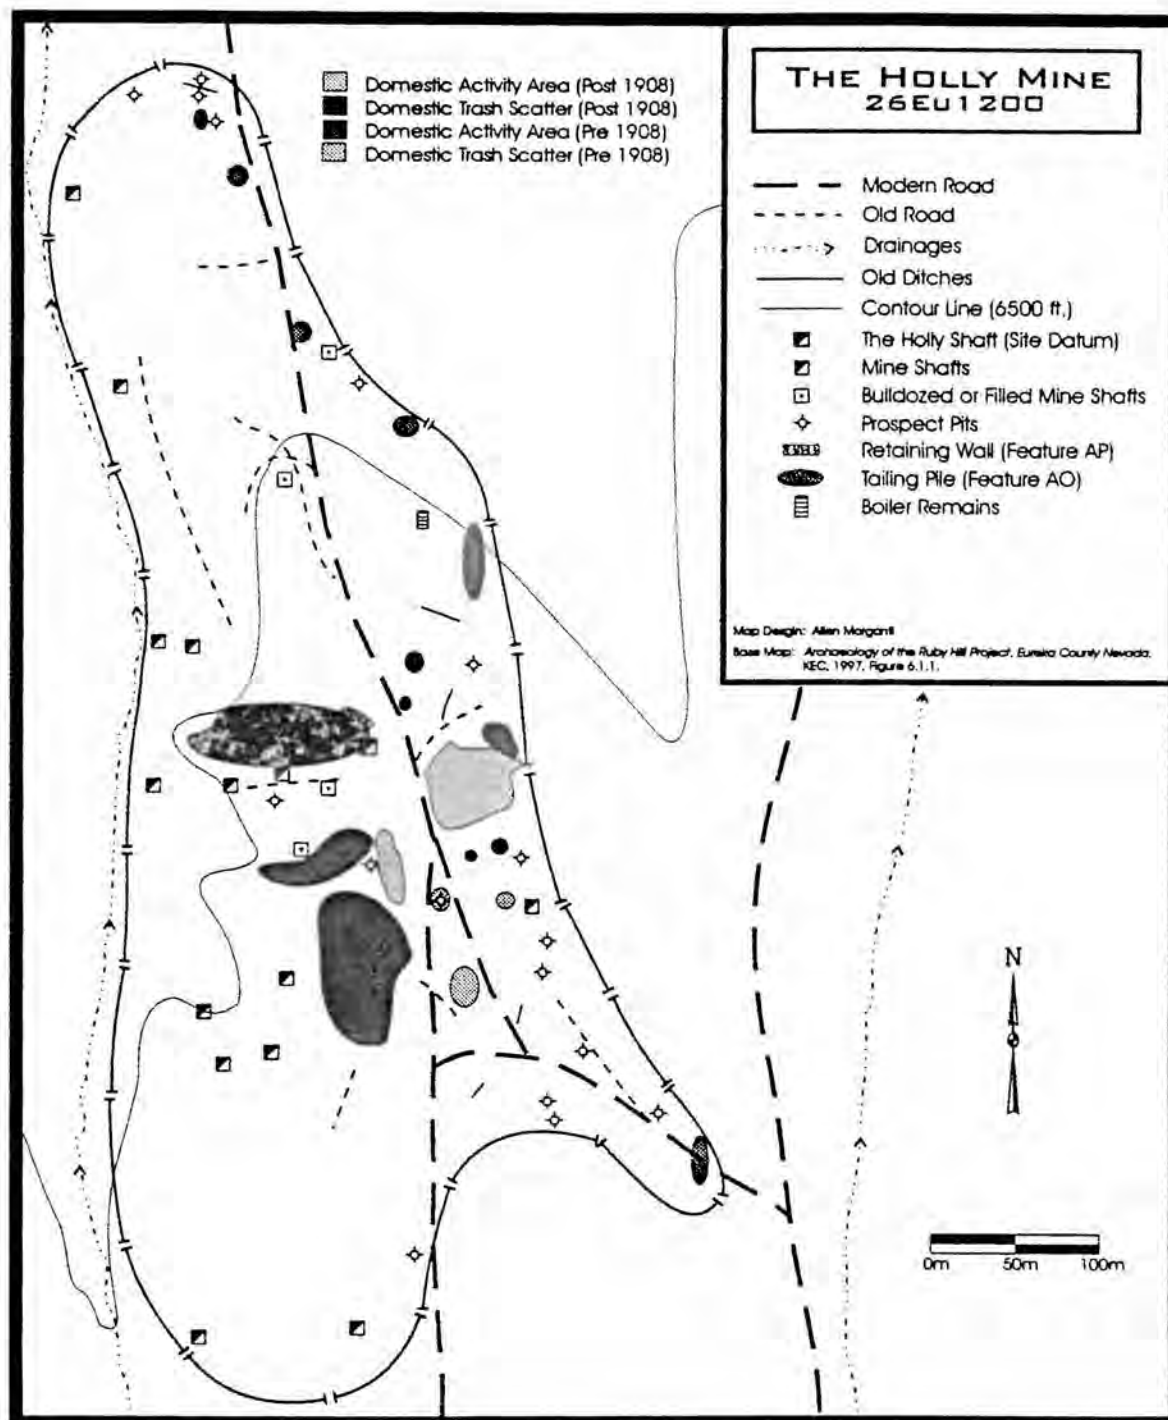 Domestic Activity Area (Post 1908)
Domestic Trash Scatter (Post 1908)
Domestic Activity Area (Pre 1908)
Domestic Trash Scatter (Pre 1908)
THE HOLLY MINE
26EU1200
Modern Road
Old Road
Drainages
Old Ditches
Contour Line (6500 ft.)
The Holly Shaft (Site Datum)
Mine Shafts
Bulldozed or Filled Mine Shafts
Prospect Pits
Retaining Wall (Feature AP)
Tailing Pile (Feature AO)
Boiler Remains
Map Design: Allen Morganti
Base Map: Archaeology of the Ruby Hill Project, Eureka County Nevada,
KEC, 1997, Figure 6.1.1.
N
0m 50m 100m